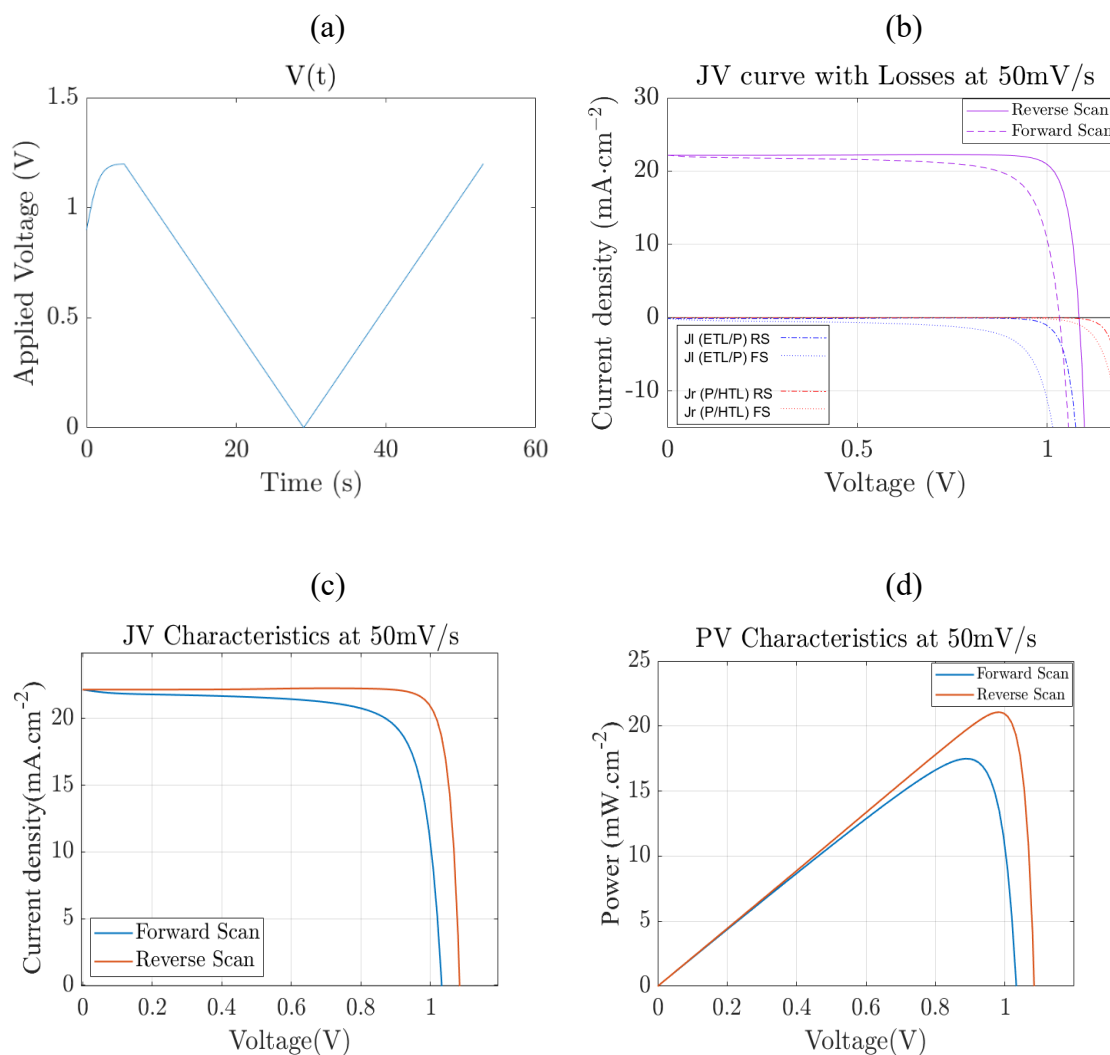 (a)
V(t)
1.5
1
0.5
0
0
20
40
60
Applied Voltage (V)
Time (s)
(b)
JV curve with Losses at 50mV/s
30
20
10
0
-10
0
0.5
1
Current density (mA·cm⁻²)
Voltage (V)
Reverse Scan
Forward Scan
Jl (ETL/P) RS
Jl (ETL/P) FS
Jr (P/HTL) RS
Jr (P/HTL) FS
(c)
JV Characteristics at 50mV/s
20
15
10
5
0
0
0.2
0.4
0.6
0.8
1
Current density(mA.cm⁻²)
Voltage(V)
Forward Scan
Reverse Scan
(d)
PV Characteristics at 50mV/s
25
20
15
10
5
0
0
0.2
0.4
0.6
0.8
1
Power (mW.cm⁻²)
Voltage(V)
Forward Scan
Reverse Scan